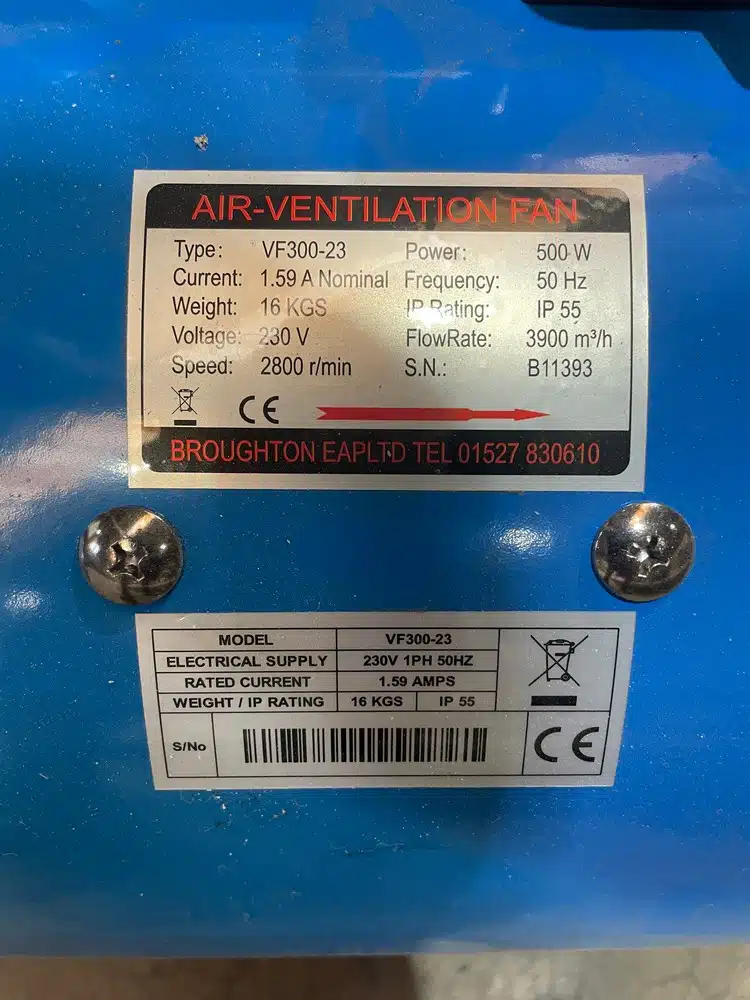 AIR-VENTILATION FAN
Type: VF300-23 Power: 500 W
Current: 1.59 A Nominal Frequency: 50 Hz
Weight: 16 KGS IP Rating: IP 55
Voltage: 230 V FlowRate: 3900 m³/h
Speed: 2800 r/min S.N.: B11393
CE
BROUGHTON EAPLTD TEL 01527 830610
MODEL VF300-23
ELECTRICAL SUPPLY 230V 1PH 50HZ
RATED CURRENT 1.59 AMPS
WEIGHT / IP RATING 16 KGS IP 55
S/No CE